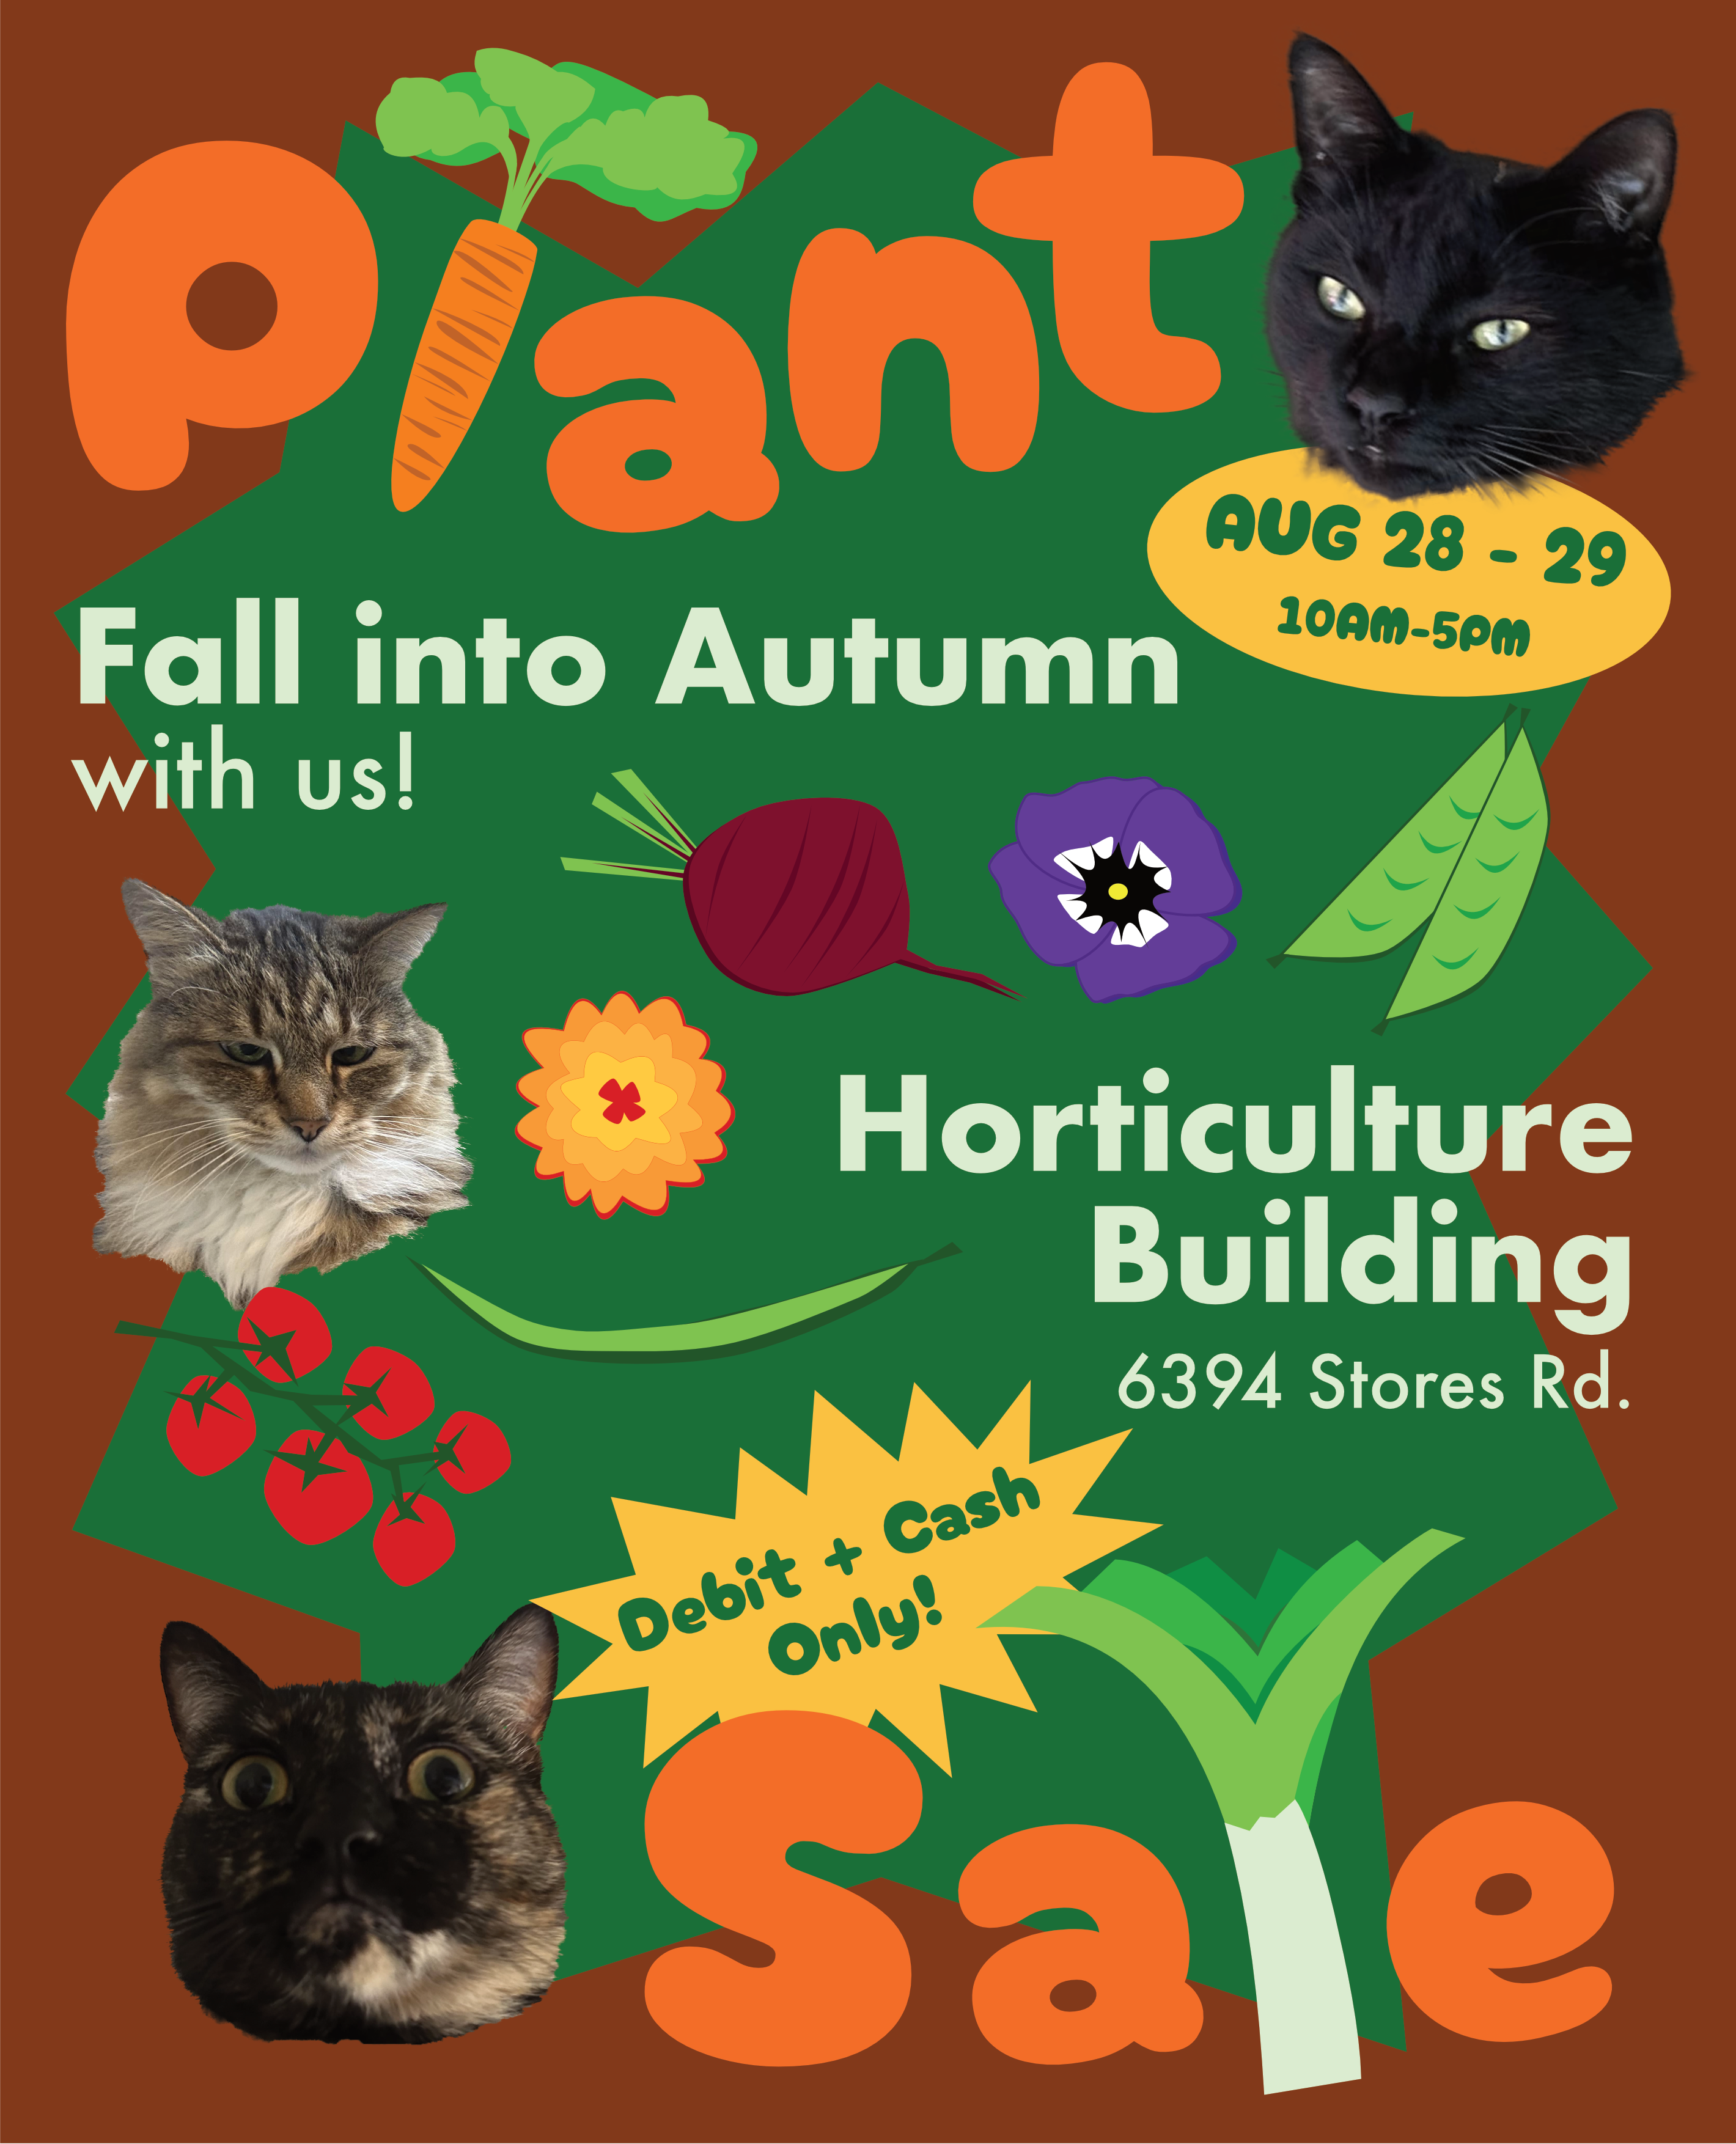 Plant
AUG 28 - 29
10AM-5PM
Fall into Autumn
with us!
Horticulture
Building
6394 Stores Rd.
Debit + Cash
Only!
Sale